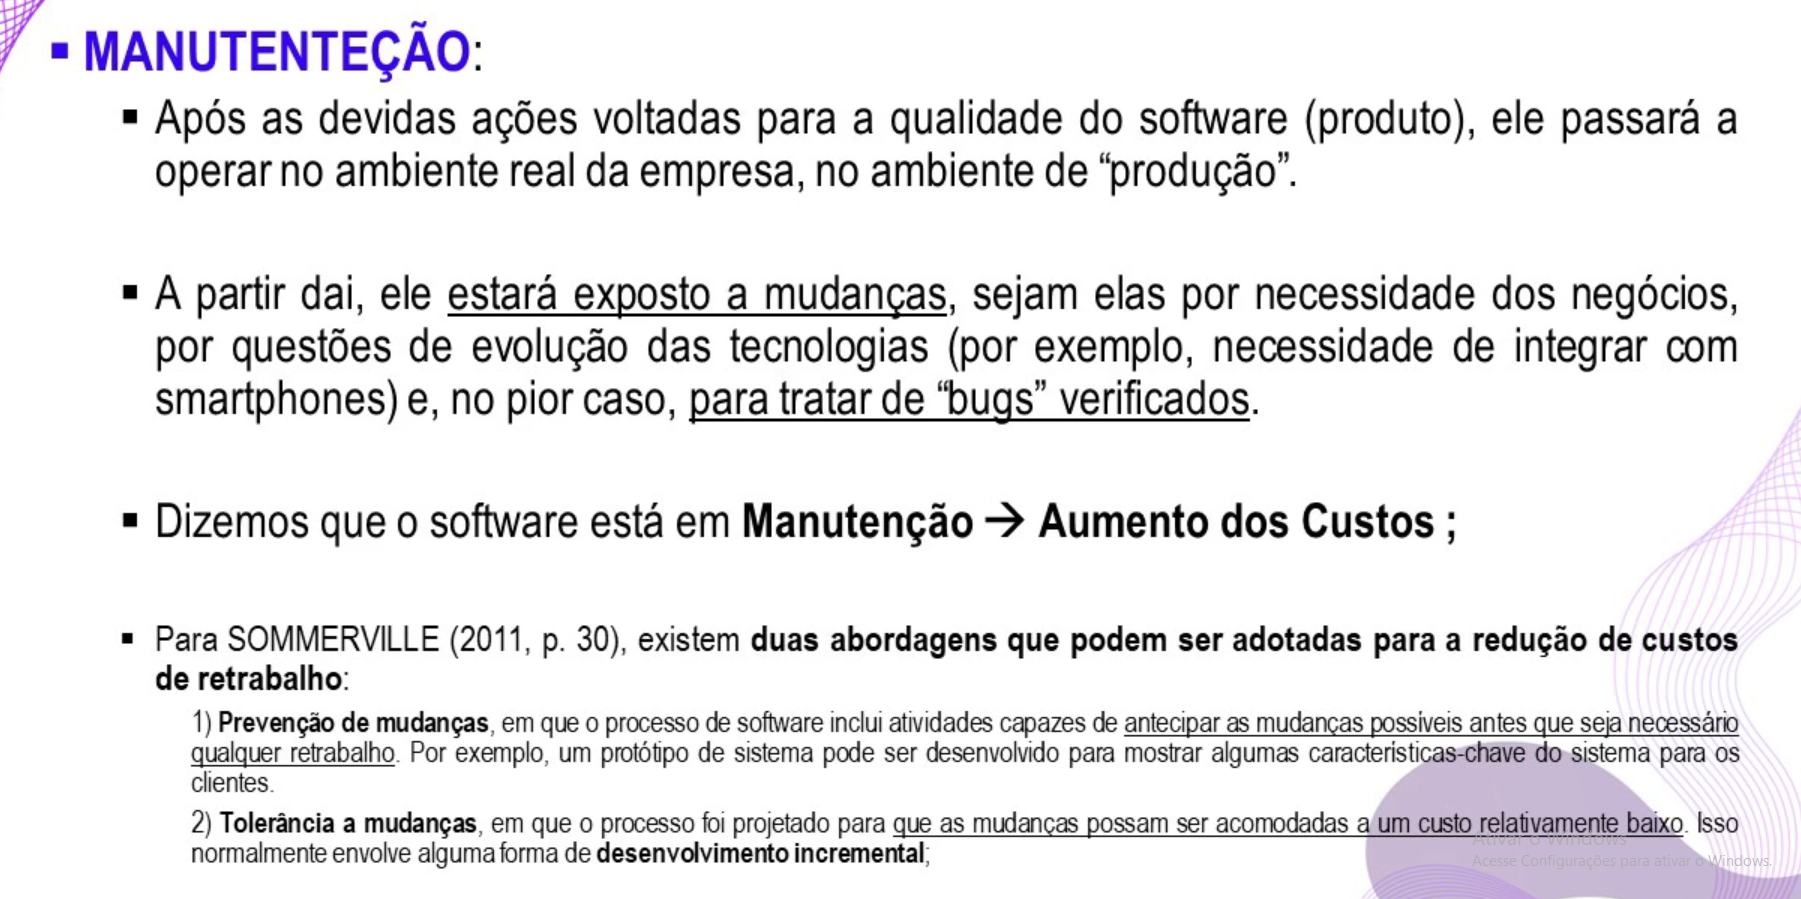 ▪ MANUTENTEÇÃO:
▪ Após as devidas ações voltadas para a qualidade do software (produto), ele passará a
operar no ambiente real da empresa, no ambiente de “produção”.
▪ A partir dai, ele estará exposto a mudanças, sejam elas por necessidade dos negócios,
por questões de evolução das tecnologias (por exemplo, necessidade de integrar com
smartphones) e, no pior caso, para tratar de “bugs” verificados.
▪ Dizemos que o software está em Manutenção → Aumento dos Custos ;
▪ Para SOMMERVILLE (2011, p. 30), existem duas abordagens que podem ser adotadas para a redução de custos
de retrabalho:
1) Prevenção de mudanças, em que o processo de software inclui atividades capazes de antecipar as mudanças possíveis antes que seja necessário
qualquer retrabalho. Por exemplo, um protótipo de sistema pode ser desenvolvido para mostrar algumas características-chave do sistema para os
clientes.
2) Tolerância a mudanças, em que o processo foi projetado para que as mudanças possam ser acomodadas a um custo relativamente baixo. Isso
normalmente envolve alguma forma de desenvolvimento incremental;
Ativar o Windows
Acesse Configurações para ativar o Windows.